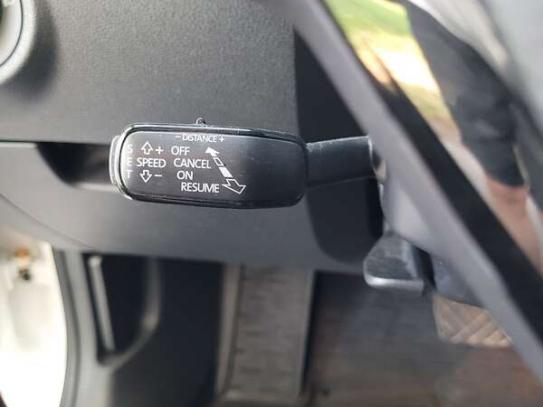 - DISTANCE +
S + OFF
E SPEED CANCEL
T - ON
RESUME